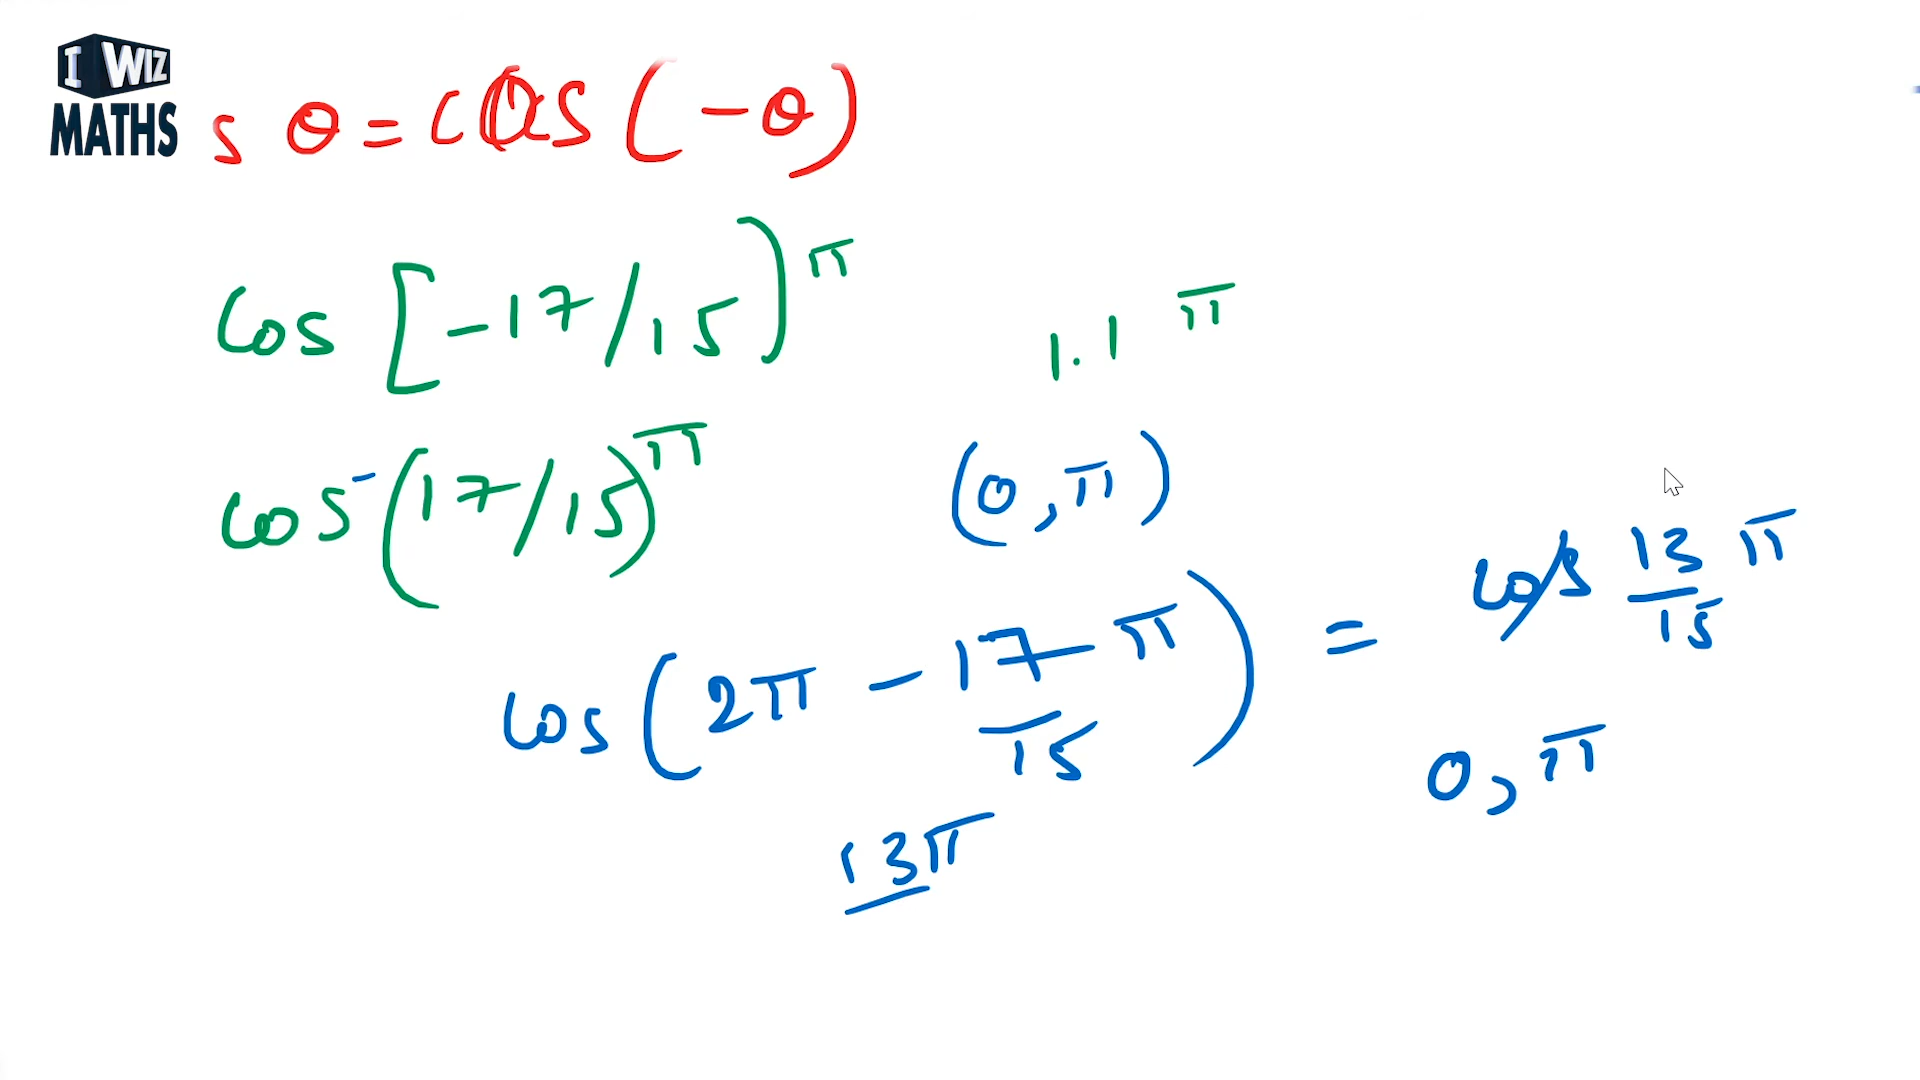 I WIZ
MATHS
s θ = cos (-θ)
cos [-17/15)π
1.1 π
cos⁻(17/15)π
(0, π)
cos (2π - 17π/15) = cos 13/15 π
0, π
13π